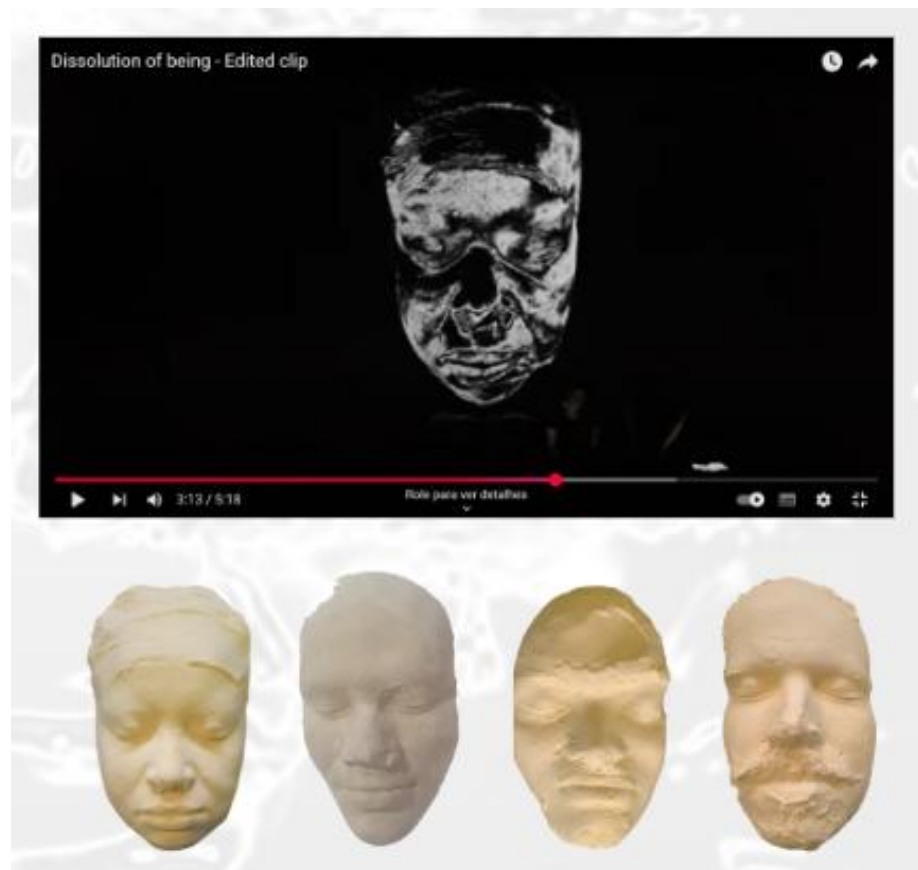 Dissolution of being - Edited clip
3:13 / 5:18
Role para ver detalhes